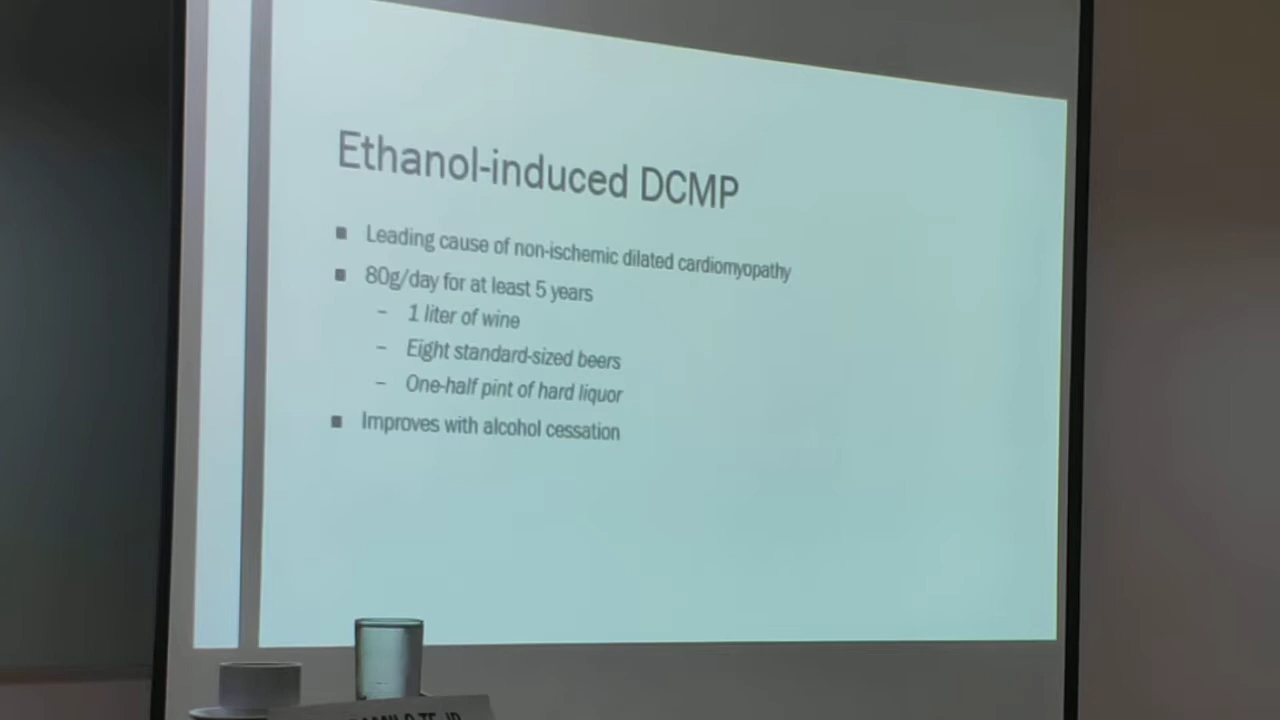 Ethanol-induced DCMP
■ Leading cause of non-ischemic dilated cardiomyopathy
■ 80g/day for at least 5 years
– 1 liter of wine
– Eight standard-sized beers
– One-half pint of hard liquor
■ Improves with alcohol cessation